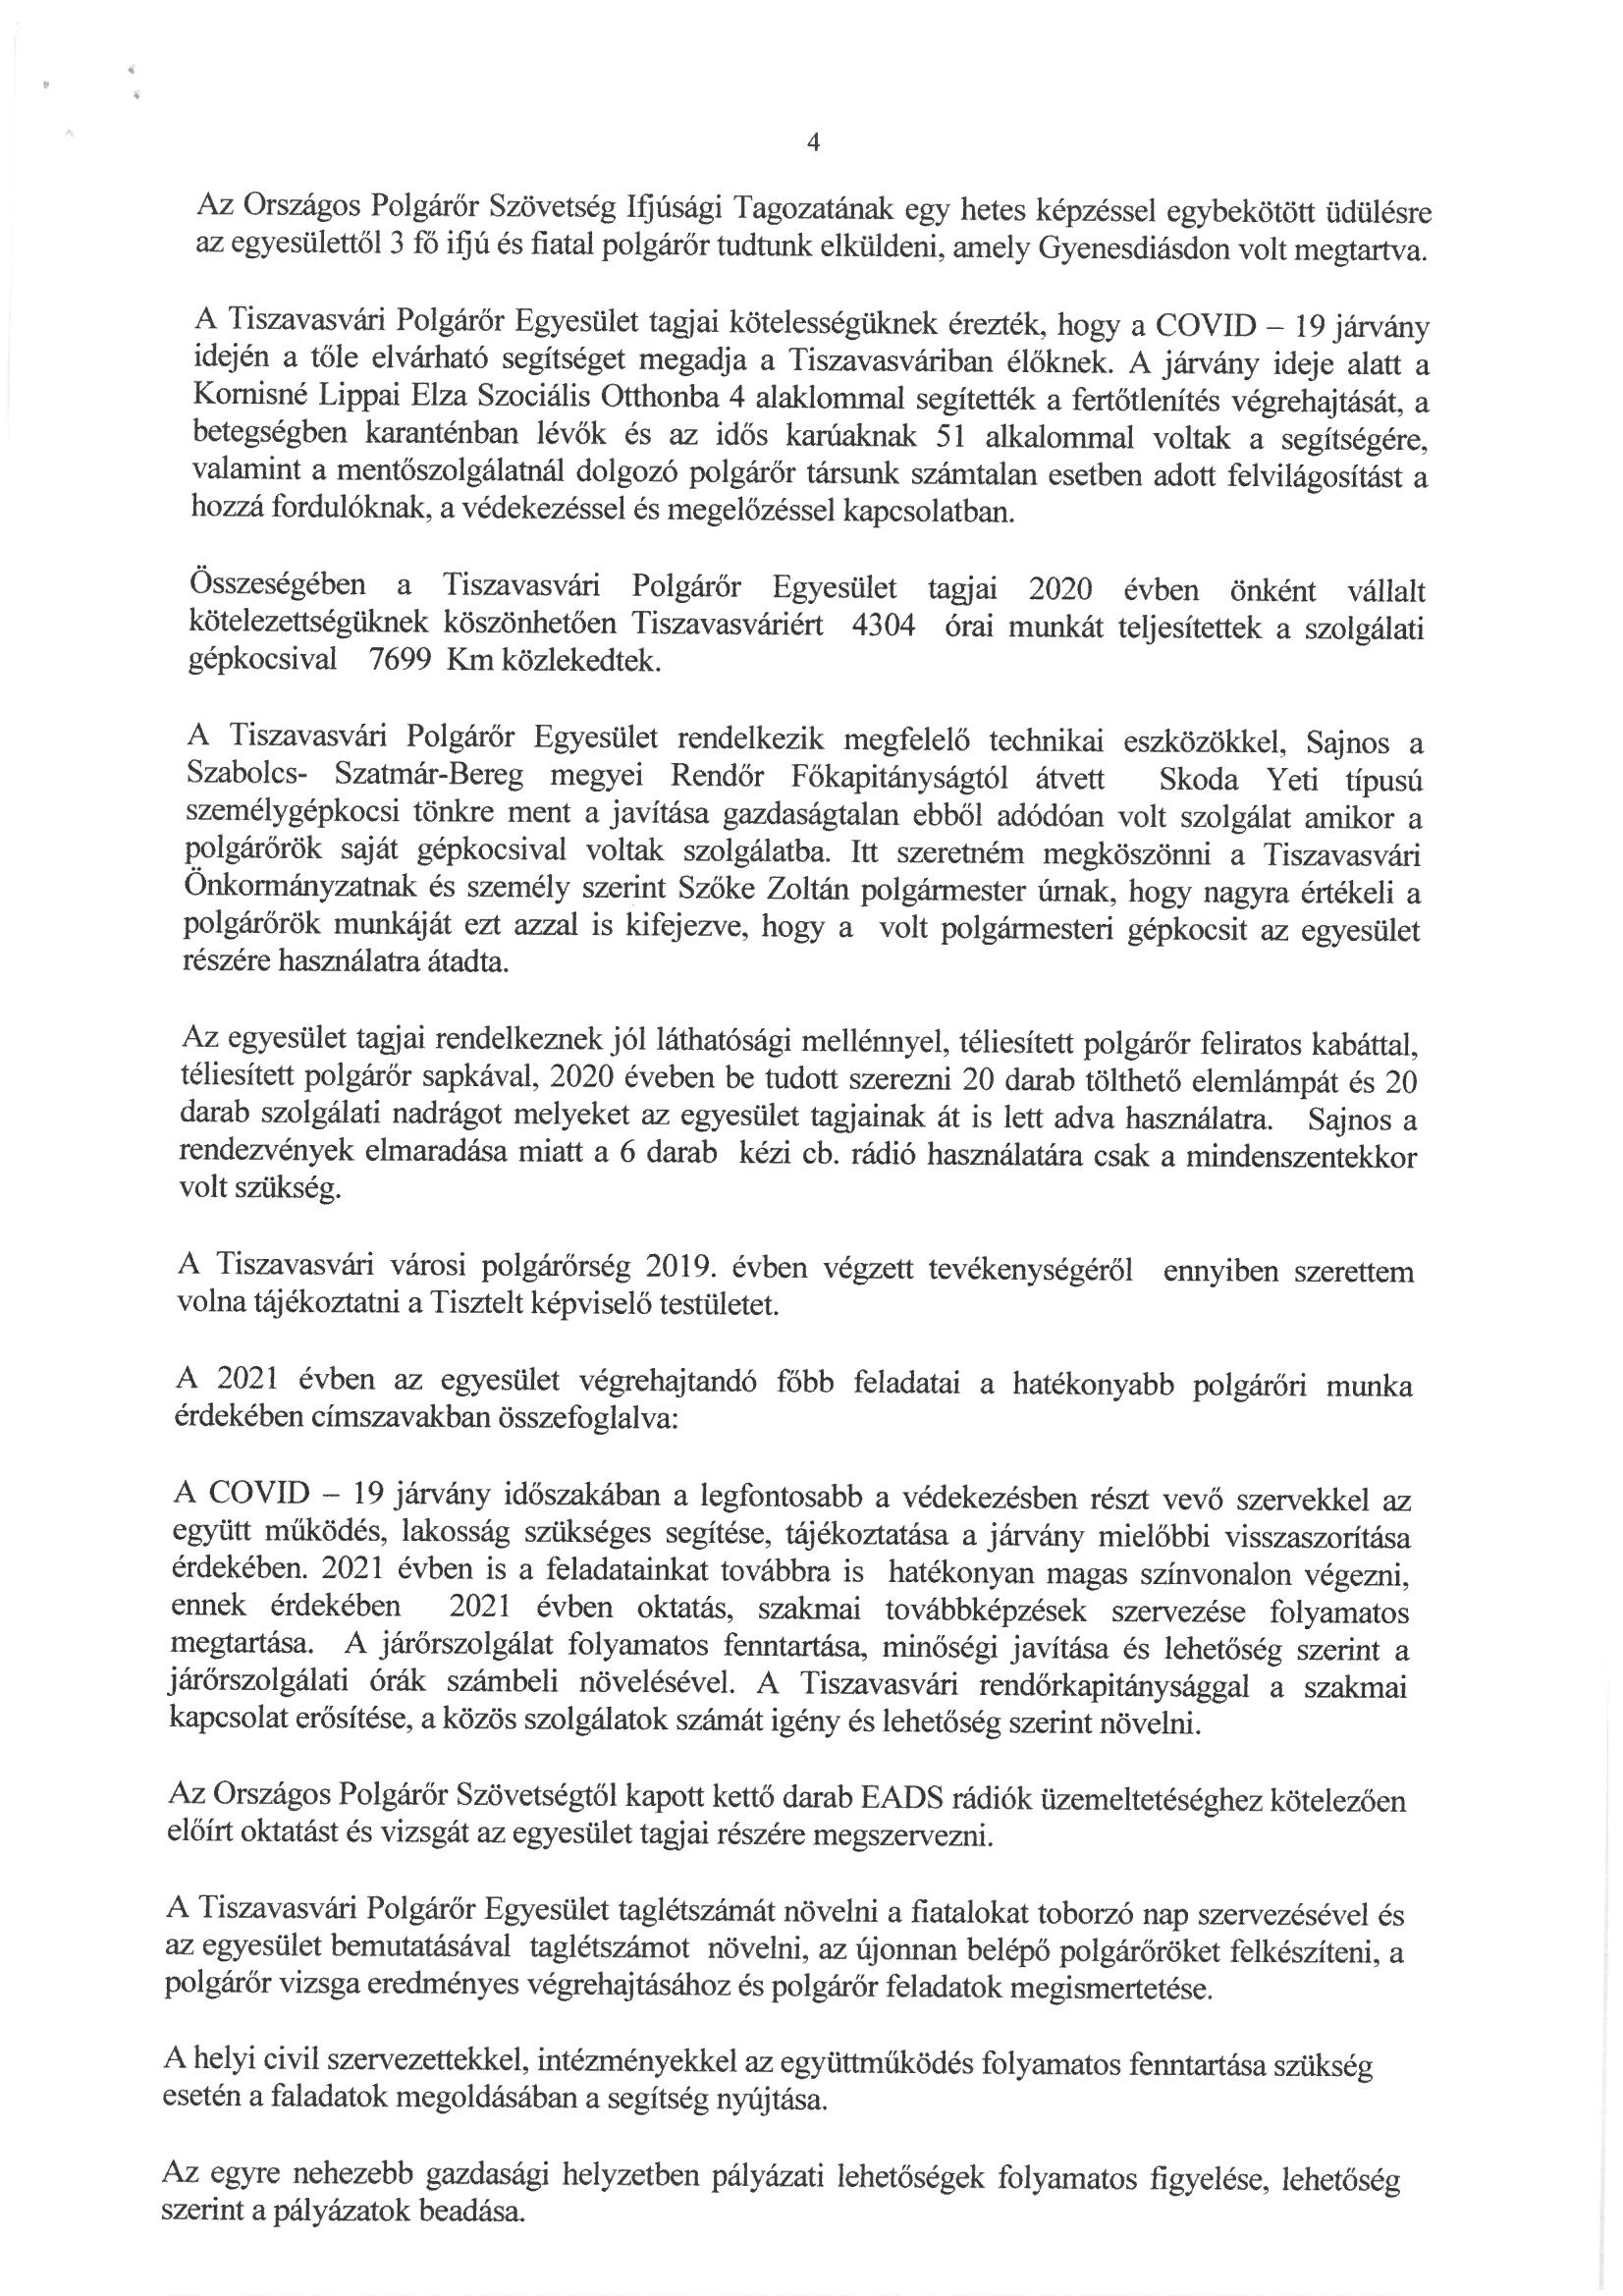 4
Az Országos Polgárőr Szövetség Ifjúsági Tagozatának egy hetes képzéssel egybekötött üdülésre
az egyesülettől 3 fő ifjú és fiatal polgárőr tudtunk elküldeni, amely Gyenesdiásdon volt megtartva.
A Tiszavasvári Polgárőr Egyesület tagjai kötelességüknek érezték, hogy a COVID – 19 járvány
idején a tőle elvárható segítséget megadja a Tiszavasváriban élőknek. A járvány ideje alatt a
Kornisné Lippai Elza Szociális Otthonba 4 alaklommal segítették a fertőtlenítés végrehajtását, a
betegségben karanténban lévők és az idős karúaknak 51 alkalommal voltak a segítségére,
valamint a mentőszolgálatnál dolgozó polgárőr társunk számtalan esetben adott felvilágosítást a
hozzá fordulóknak, a védekezéssel és megelőzéssel kapcsolatban.
Összeségében a Tiszavasvári Polgárőr Egyesület tagjai 2020 évben önként vállalt
kötelezettségüknek köszönhetően Tiszavasváriért 4304 órai munkát teljesítettek a szolgálati
gépkocsival 7699 Km közlekedtek.
A Tiszavasvári Polgárőr Egyesület rendelkezik megfelelő technikai eszközökkel, Sajnos a
Szabolcs- Szatmár-Bereg megyei Rendőr Főkapitányságtól átvett Skoda Yeti típusú
személygépkocsi tönkre ment a javítása gazdaságtalan ebből adódóan volt szolgálat amikor a
polgárőrök saját gépkocsival voltak szolgálatba. Itt szeretném megköszönni a Tiszavasvári
Önkormányzatnak és személy szerint Szőke Zoltán polgármester úrnak, hogy nagyra értékeli a
polgárőrök munkáját ezt azzal is kifejezve, hogy a volt polgármesteri gépkocsit az egyesület
részére használatra átadta.
Az egyesület tagjai rendelkeznek jól láthatósági mellénnyel, téliesített polgárőr feliratos kabáttal,
téliesített polgárőr sapkával, 2020 éveben be tudott szerezni 20 darab tölthető elemlámpát és 20
darab szolgálati nadrágot melyeket az egyesület tagjainak át is lett adva használatra. Sajnos a
rendezvények elmaradása miatt a 6 darab kézi cb. rádió használatára csak a mindenszentekkor
volt szükség.
A Tiszavasvári városi polgárőrség 2019. évben végzett tevékenységéről ennyiben szerettem
volna tájékoztatni a Tisztelt képviselő testületet.
A 2021 évben az egyesület végrehajtandó főbb feladatai a hatékonyabb polgárőri munka
érdekében címszavakban összefoglalva:
A COVID – 19 járvány időszakában a legfontosabb a védekezésben részt vevő szervekkel az
együtt működés, lakosság szükséges segítése, tájékoztatása a járvány mielőbbi visszaszorítása
érdekében. 2021 évben is a feladatainkat továbbra is hatékonyan magas színvonalon végezni,
ennek érdekében 2021 évben oktatás, szakmai továbbképzések szervezése folyamatos
megtartása. A járőrszolgálat folyamatos fenntartása, minőségi javítása és lehetőség szerint a
járőrszolgálati órák számbeli növelésével. A Tiszavasvári rendőrkapitánysággal a szakmai
kapcsolat erősítése, a közös szolgálatok számát igény és lehetőség szerint növelni.
Az Országos Polgárőr Szövetségtől kapott kettő darab EADS rádiók üzemeltetéséghez kötelezően
előírt oktatást és vizsgát az egyesület tagjai részére megszervezni.
A Tiszavasvári Polgárőr Egyesület taglétszámát növelni a fiatalokat toborzó nap szervezésével és
az egyesület bemutatásával taglétszámot növelni, az újonnan belépő polgárőröket felkészíteni, a
polgárőr vizsga eredményes végrehajtásához és polgárőr feladatok megismertetése.
A helyi civil szervezettekkel, intézményekkel az együttműködés folyamatos fenntartása szükség
esetén a faladatok megoldásában a segítség nyújtása.
Az egyre nehezebb gazdasági helyzetben pályázati lehetőségek folyamatos figyelése, lehetőség
szerint a pályázatok beadása.